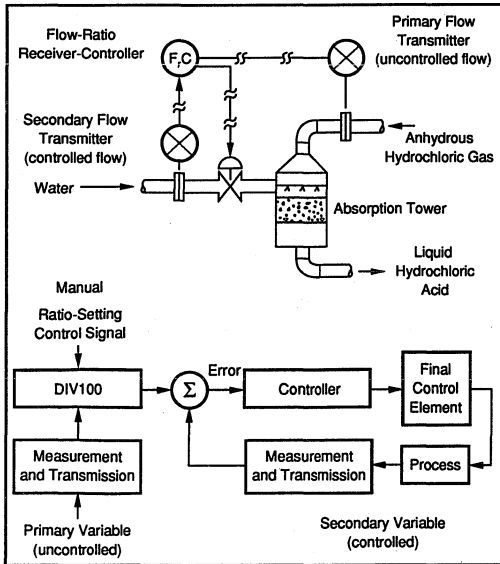 Flow-Ratio
Receiver-Controller
FrC
Primary Flow
Transmitter
(uncontrolled flow)
Secondary Flow
Transmitter
(controlled flow)
Anhydrous
Hydrochloric Gas
Water
Absorption Tower
Liquid
Hydrochloric
Acid
Manual
Ratio-Setting
Control Signal
DIV100
Σ
Error
Controller
Final
Control
Element
Measurement
and Transmission
Measurement
and Transmission
Process
Primary Variable
(uncontrolled)
Secondary Variable
(controlled)